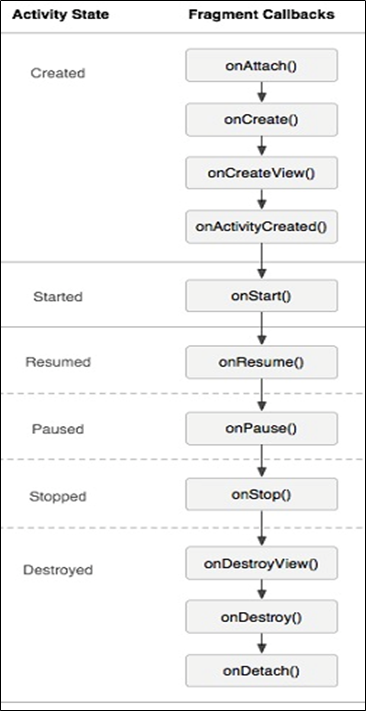 Activity State Fragment Callbacks
Created
onAttach()
onCreate()
onCreateView()
onActivityCreated()
Started
onStart()
Resumed
onResume()
Paused
onPause()
Stopped
onStop()
Destroyed
onDestroyView()
onDestroy()
onDetach()